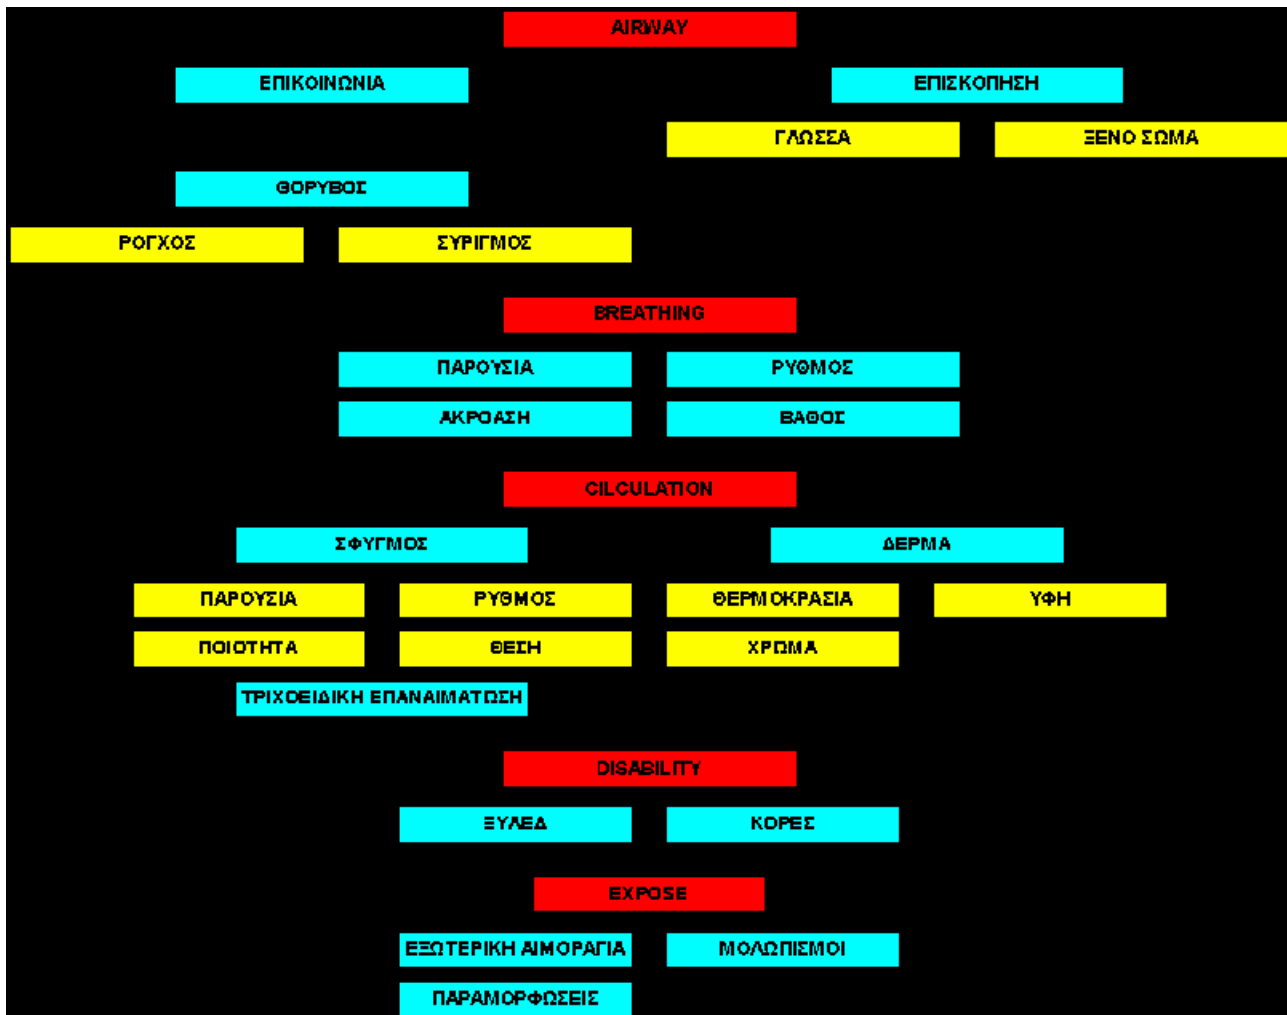 AIRWAY
ΕΠΙΚΟΙΝΩΝΙΑ ΕΠΙΣΚΟΠΗΣΗ
ΓΛΩΣΣΑ ΞΕΝΟ ΣΩΜΑ
ΘΟΡΥΒΟΣ
ΡΟΓΧΟΣ ΣΥΡΙΓΜΟΣ
BREATHING
ΠΑΡΟΥΣΙΑ ΡΥΘΜΟΣ
ΑΚΡΟΑΣΗ ΒΑΘΟΣ
CILCULATION
ΣΦΥΓΜΟΣ ΔΕΡΜΑ
ΠΑΡΟΥΣΙΑ ΡΥΘΜΟΣ ΘΕΡΜΟΚΡΑΣΙΑ ΥΦΗ
ΠΟΙΟΤΗΤΑ ΘΕΣΗ ΧΡΩΜΑ
ΤΡΙΧΟΕΙΔΙΚΗ ΕΠΑΝΑΙΜΑΤΩΣΗ
DISABILITY
ΞΥΛΕΔ ΚΟΡΕΣ
EXPOSE
ΕΞΩΤΕΡΙΚΗ ΑΙΜΟΡΑΓΙΑ ΜΟΛΩΠΙΣΜΟΙ
ΠΑΡΑΜΟΡΦΩΣΕΙΣ